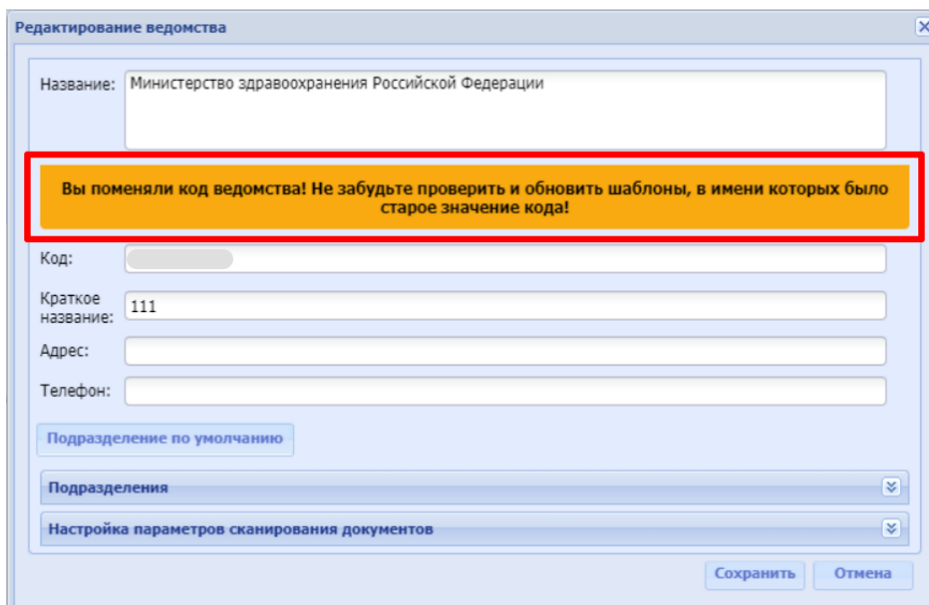 Редактирование ведомства
Название:
Министерство здравоохранения Российской Федерации
Вы поменяли код ведомства! Не забудьте проверить и обновить шаблоны, в имени которых было
старое значение кода!
Код:
Краткое
название:
111
Адрес:
Телефон:
Подразделение по умолчанию
Подразделения
Настройка параметров сканирования документов
Сохранить
Отмена